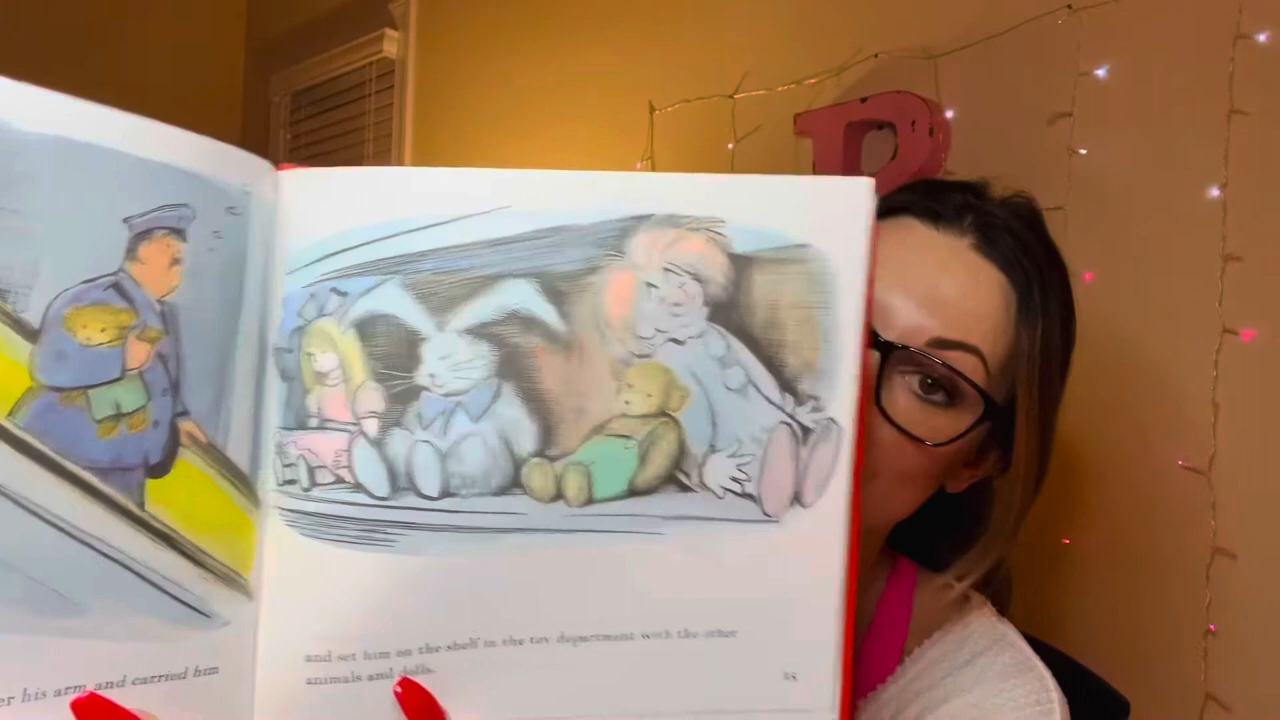 er his arm and carried him
and set him on the shelf in the toy department with the other
animals and dolls.
R